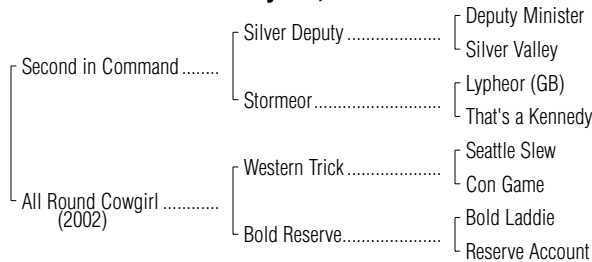 Deputy Minister
Silver Deputy ....................
Silver Valley
Second in Command ........
Lypheor (GB)
Stormeor...........................
That's a Kennedy
Seattle Slew
Western Trick ....................
Con Game
All Round Cowgirl ............
(2002)
Bold Laddie
Bold Reserve.....................
Reserve Account